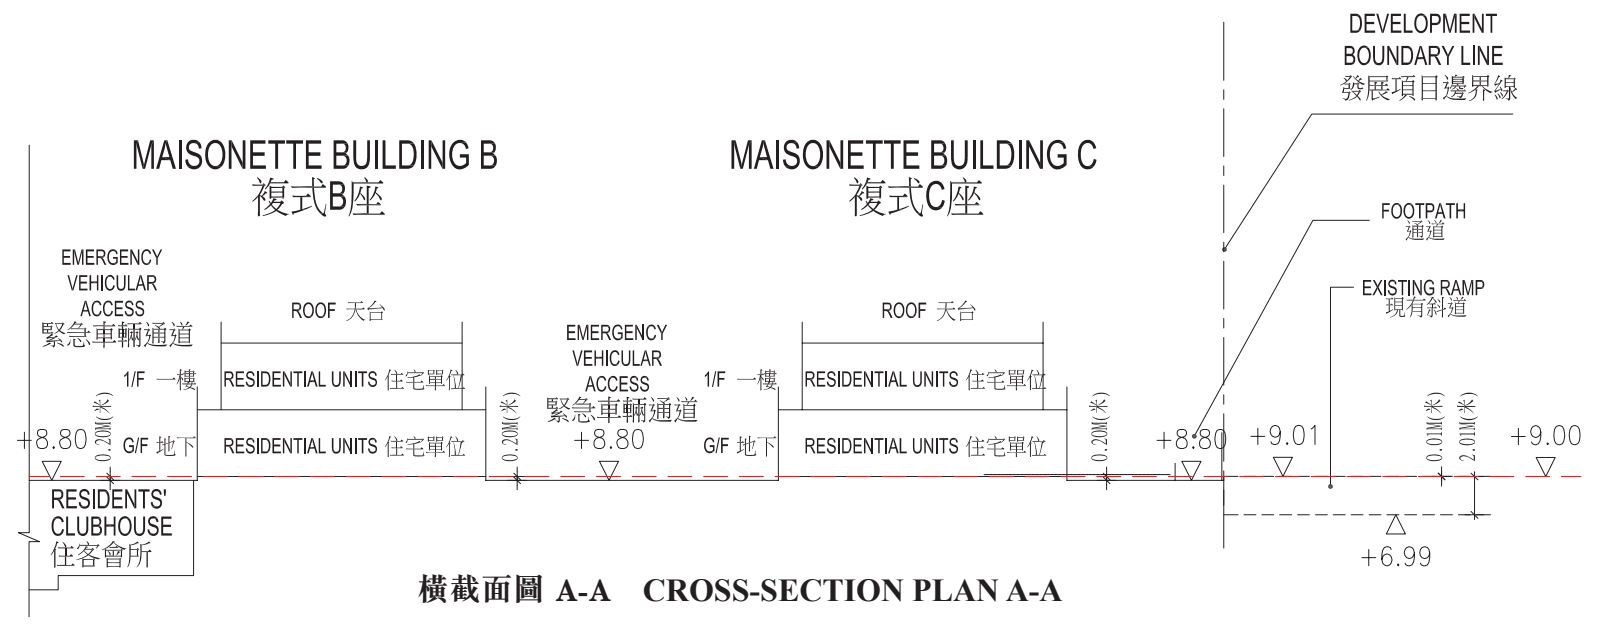 DEVELOPMENT
BOUNDARY LINE
發展項目邊界線
MAISONETTE BUILDING B
複式B座
MAISONETTE BUILDING C
複式C座
FOOTPATH
通道
EMERGENCY
VEHICULAR
ACCESS
緊急車輛通道
EXISTING RAMP
現有斜道
ROOF 天台
ROOF 天台
EMERGENCY
VEHICULAR
ACCESS
緊急車輛通道
1/F 一樓
RESIDENTIAL UNITS 住宅單位
1/F 一樓
RESIDENTIAL UNITS 住宅單位
+8.80
0.20M(米)
G/F 地下
RESIDENTIAL UNITS 住宅單位
0.20M(米)
+8.80
G/F 地下
RESIDENTIAL UNITS 住宅單位
0.20M(米)
+8.80
+9.01
0.01M(米)
2.01M(米)
+9.00
RESIDENTS'
CLUBHOUSE
住客會所
+6.99
橫截面圖 A-A CROSS-SECTION PLAN A-A